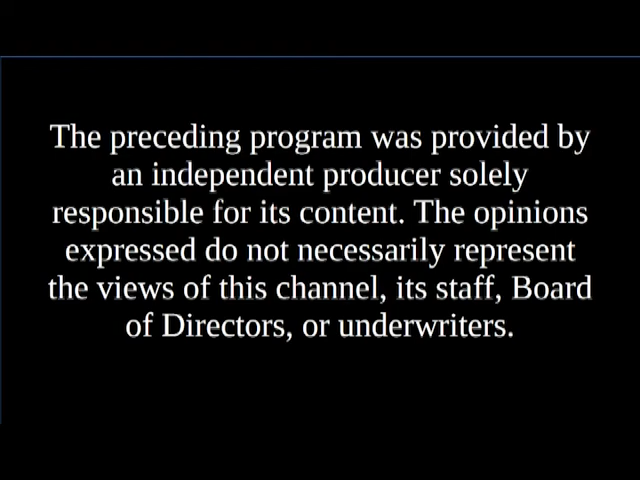 The preceding program was provided by
an independent producer solely
responsible for its content. The opinions
expressed do not necessarily represent
the views of this channel, its staff, Board
of Directors, or underwriters.